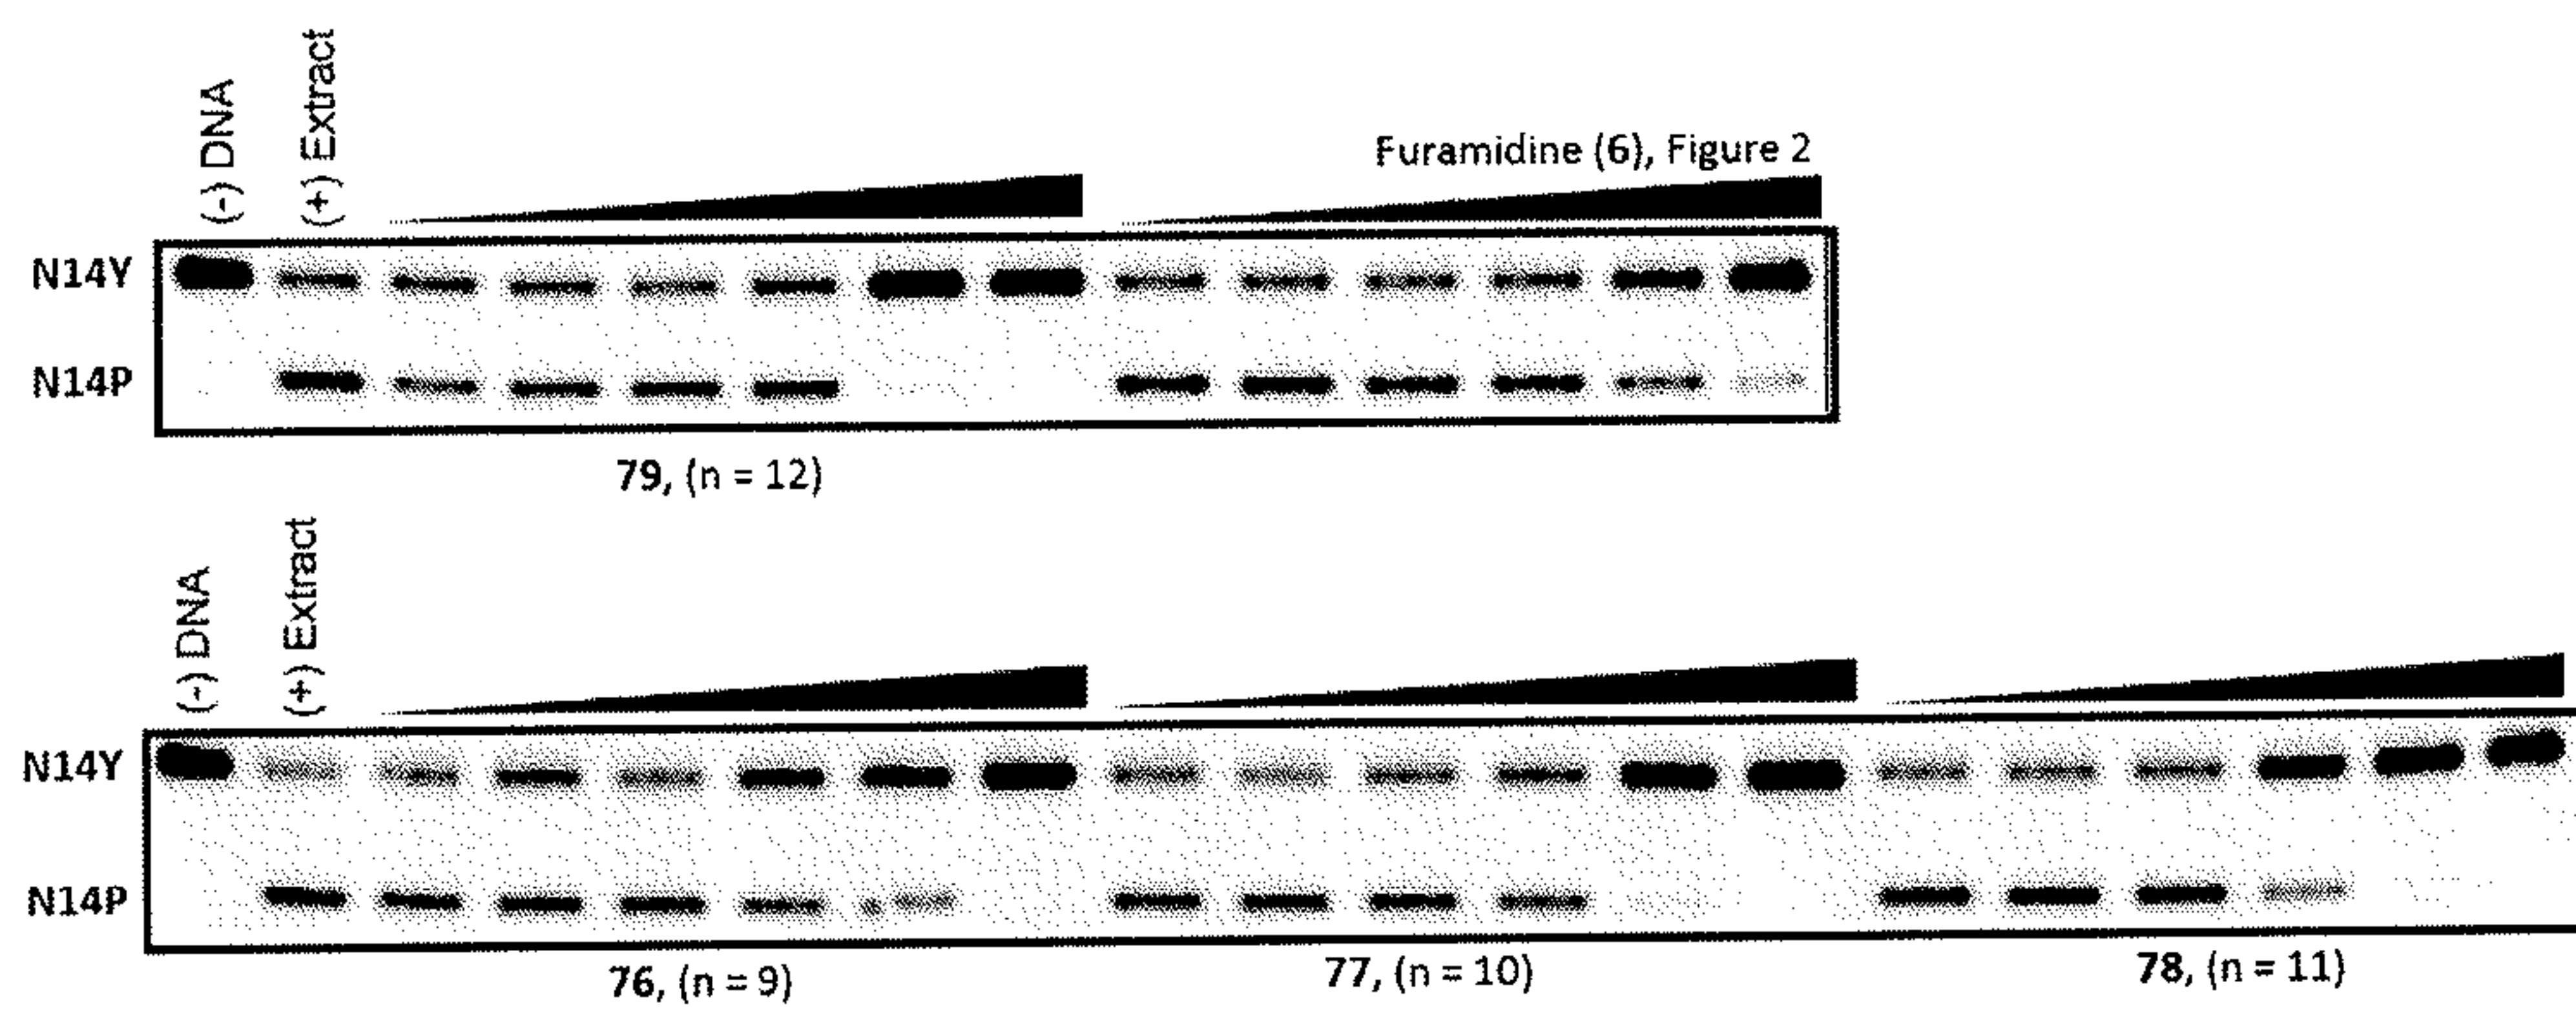 (-) DNA
(+) Extract
Furamidine (6), Figure 2
N14Y
N14P
79, (n = 12)
(-) DNA
(+) Extract
N14Y
N14P
76, (n = 9)
77, (n = 10)
78, (n = 11)